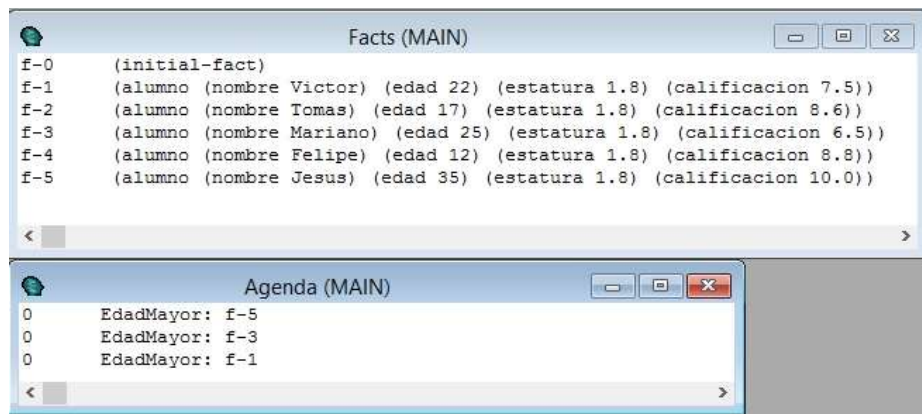 Facts (MAIN)
f-0 (initial-fact)
f-1 (alumno (nombre Victor) (edad 22) (estatura 1.8) (calificacion 7.5))
f-2 (alumno (nombre Tomas) (edad 17) (estatura 1.8) (calificacion 8.6))
f-3 (alumno (nombre Mariano) (edad 25) (estatura 1.8) (calificacion 6.5))
f-4 (alumno (nombre Felipe) (edad 12) (estatura 1.8) (calificacion 8.8))
f-5 (alumno (nombre Jesus) (edad 35) (estatura 1.8) (calificacion 10.0))
Agenda (MAIN)
0 EdadMayor: f-5
0 EdadMayor: f-3
0 EdadMayor: f-1